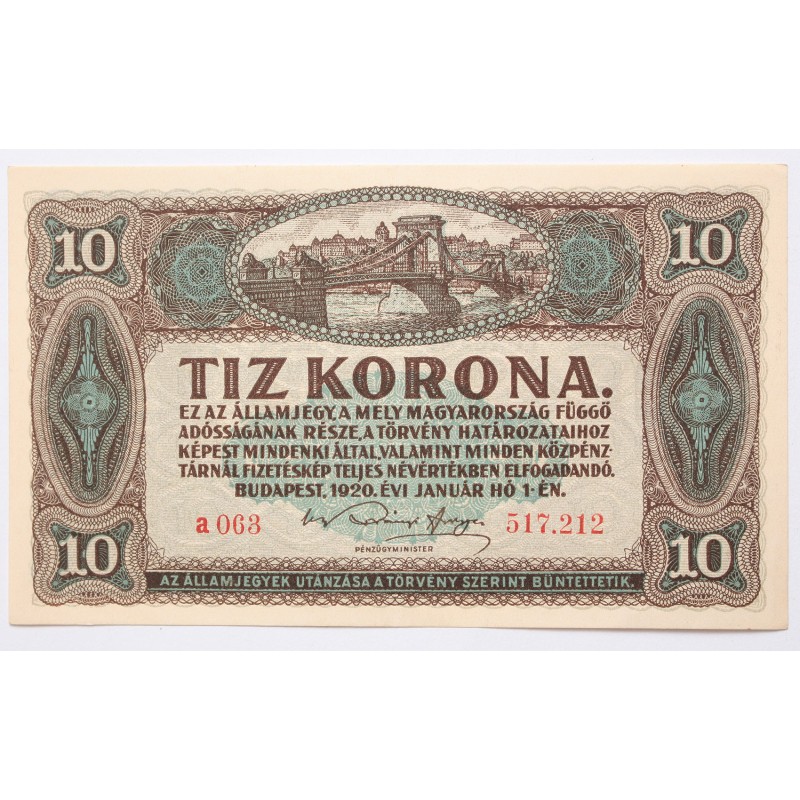 10 10
TIZ KORONA.
EZ AZ ÁLLAMJEGY, A MELY MAGYARORSZÁG FÜGGŐ
ADÓSSÁGÁNAK RÉSZE, A TÖRVÉNY HATÁROZATAIHOZ
KÉPEST MINDENKI ÁLTAL, VALAMINT MINDEN KÖZPÉNZ-
TÁRNÁL FIZETÉSKÉP TELJES NÉVÉRTÉKBEN ELFOGADANDÓ.
BUDAPEST, 1920. ÉVI JANUÁR HÓ 1-ÉN.
a 063 517.212
PÉNZÜGYMINISTER
10 10
AZ ÁLLAMJEGYEK UTÁNZÁSA A TÖRVÉNY SZERINT BÜNTETTETIK.